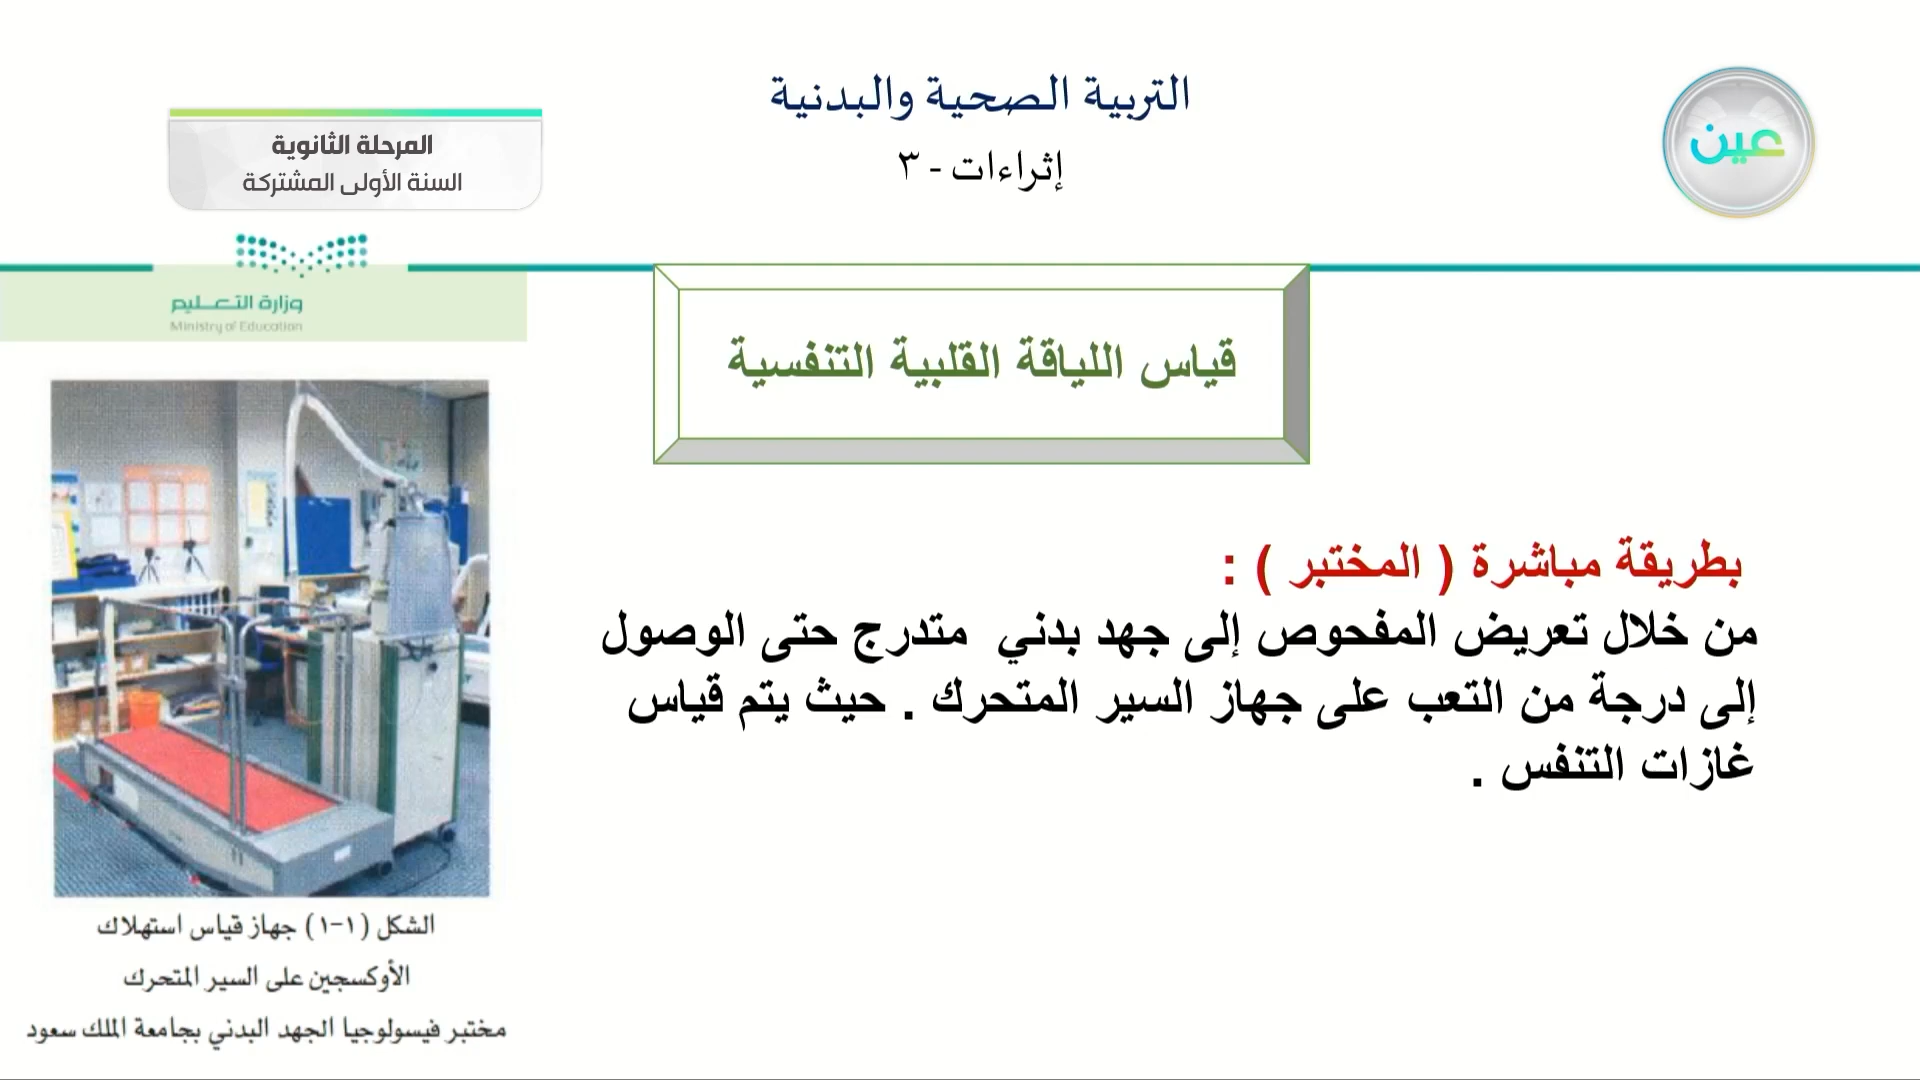 التربية الصحية والبدنية
إثراءات - ٣
عين
المرحلة الثانوية
السنة الأولى المشتركة
وزارة التعليم
Ministry of Education
قياس اللياقة القلبية التنفسية
بطريقة مباشرة ( المختبر ) :
من خلال تعريض المفحوص إلى جهد بدني متدرج حتى الوصول
إلى درجة من التعب على جهاز السير المتحرك . حيث يتم قياس
غازات التنفس .
الشكل (١-١) جهاز قياس استهلاك
الأوكسجين على السير المتحرك
مختبر فيسولوجيا الجهد البدني بجامعة الملك سعود